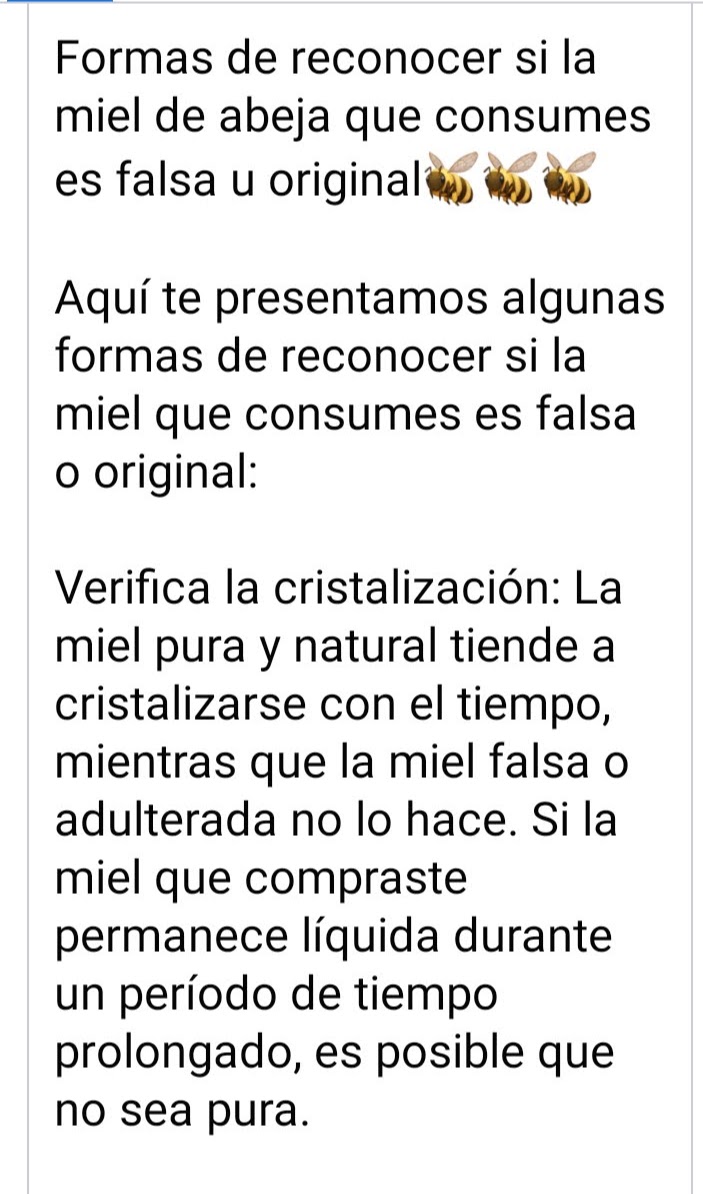 Formas de reconocer si la
miel de abeja que consumes
es falsa u original🐝🐝🐝
Aquí te presentamos algunas
formas de reconocer si la
miel que consumes es falsa
o original:
Verifica la cristalización: La
miel pura y natural tiende a
cristalizarse con el tiempo,
mientras que la miel falsa o
adulterada no lo hace. Si la
miel que compraste
permanece líquida durante
un período de tiempo
prolongado, es posible que
no sea pura.